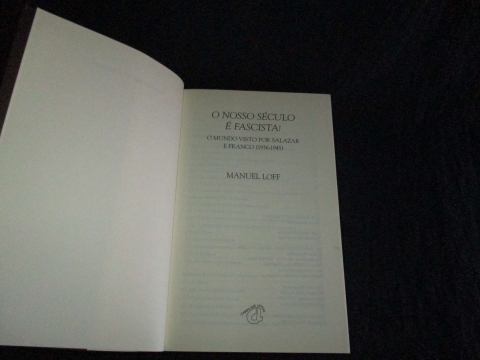 O NOSSO SÉCULO
É FASCISTA!
O MUNDO VISTO POR SALAZAR
E FRANCO (1936-1945)
MANUEL LOFF